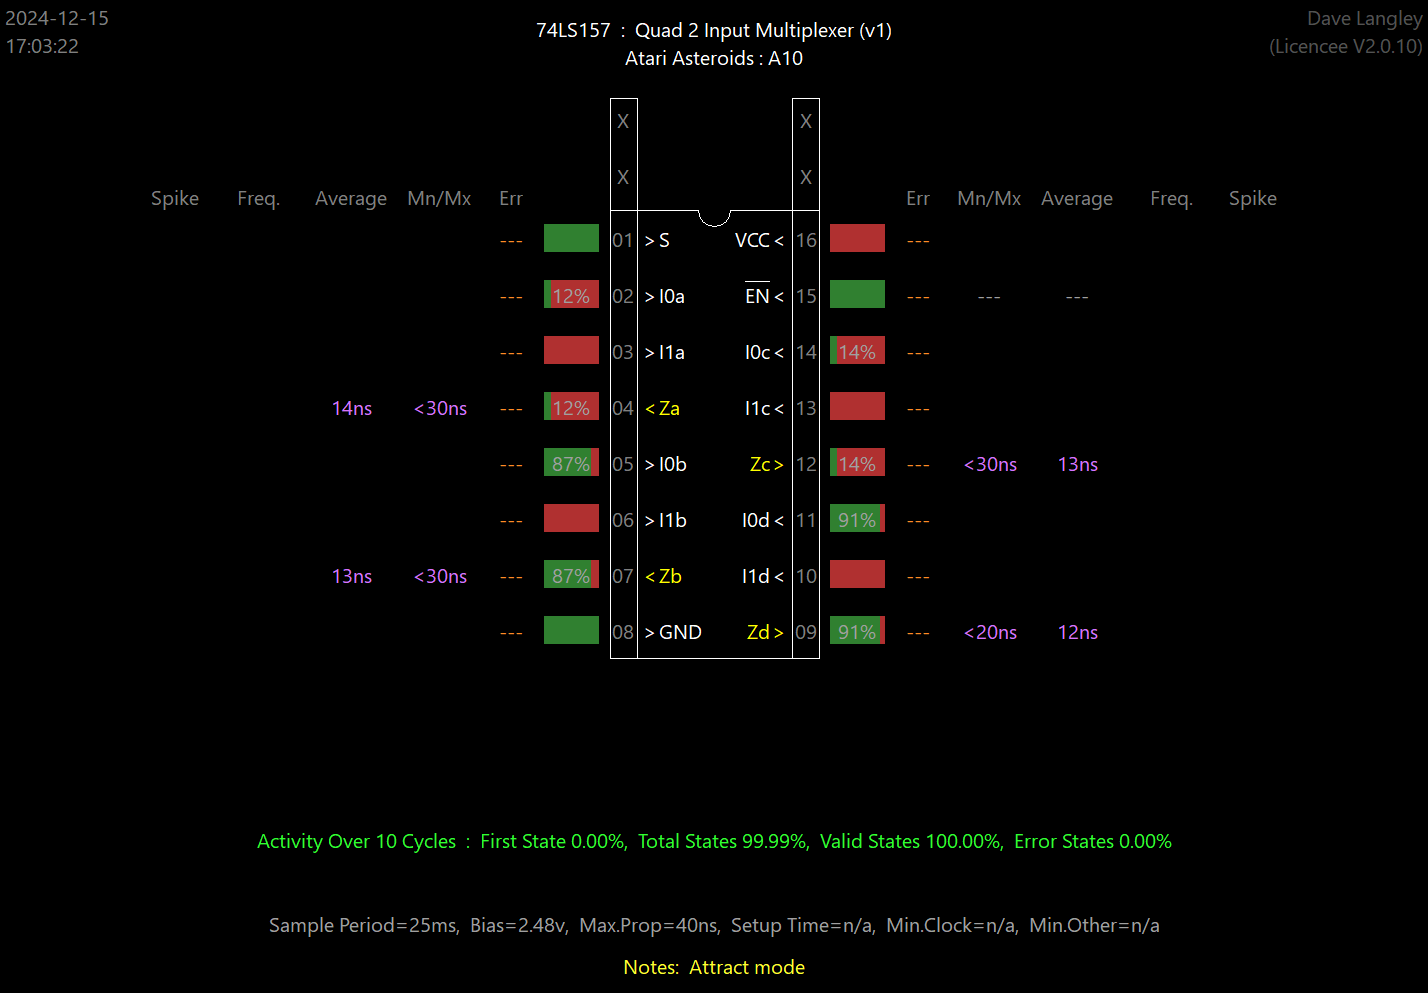 2024-12-15
17:03:22
74LS157 : Quad 2 Input Multiplexer (v1)
Atari Asteroids : A10
Dave Langley
(Licencee V2.0.10)
X X
X X
Spike Freq. Average Mn/Mx Err Err Mn/Mx Average Freq. Spike
--- 01 >S VCC< 16 ---
--- 12% 02 >I0a EN< 15 --- --- ---
--- 03 >I1a I0c< 14 14% ---
14ns <30ns --- 12% 04 <Za I1c< 13 ---
--- 87% 05 >I0b Zc> 12 14% --- <30ns 13ns
--- 06 >I1b I0d< 11 91% ---
13ns <30ns --- 87% 07 <Zb I1d< 10 ---
--- 08 >GND Zd> 09 91% --- <20ns 12ns
Activity Over 10 Cycles : First State 0.00%, Total States 99.99%, Valid States 100.00%, Error States 0.00%
Sample Period=25ms, Bias=2.48v, Max.Prop=40ns, Setup Time=n/a, Min.Clock=n/a, Min.Other=n/a
Notes: Attract mode